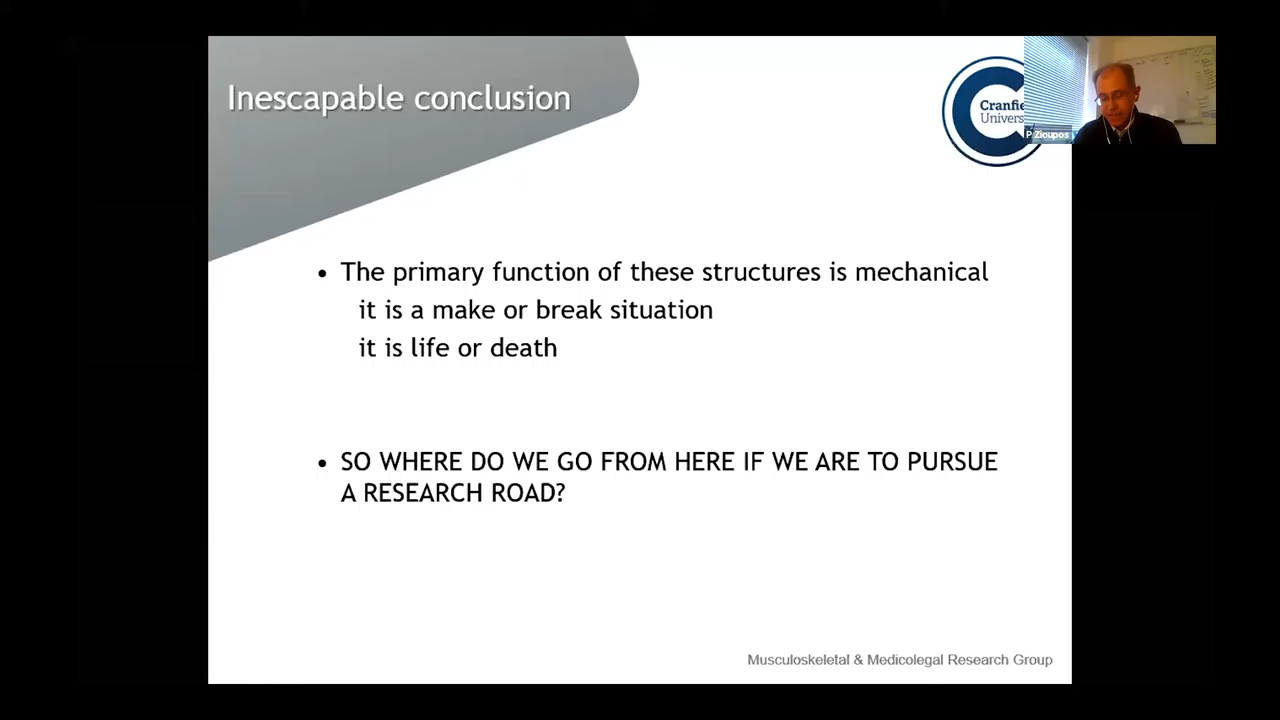 Inescapable conclusion
Cranfie
Univers
P Zioupos
• The primary function of these structures is mechanical
it is a make or break situation
it is life or death
• SO WHERE DO WE GO FROM HERE IF WE ARE TO PURSUE
A RESEARCH ROAD?
Musculoskeletal & Medicolegal Research Group